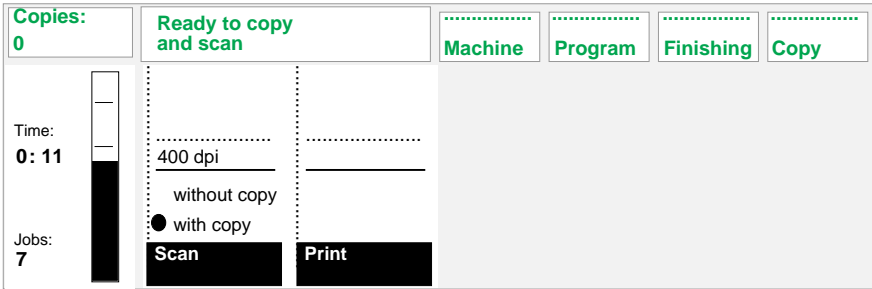 Copies:
0
Ready to copy
and scan
Machine
Program
Finishing
Copy
Time:
0: 11
Jobs:
7
400 dpi
without copy
with copy
Scan
Print